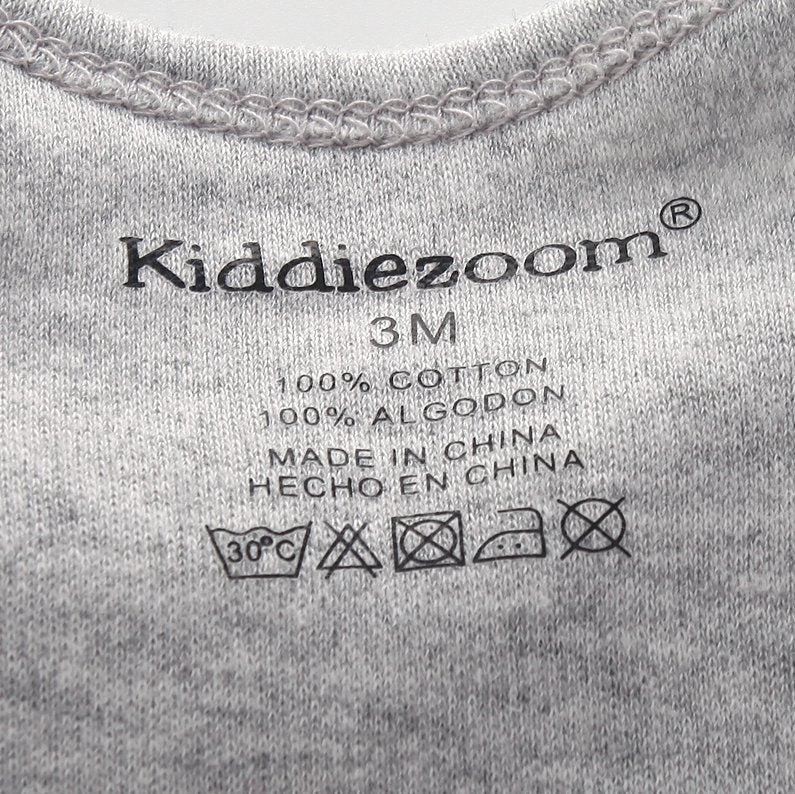 Kiddiezoom®
3M
100% COTTON
100% ALGODON
MADE IN CHINA
HECHO EN CHINA
30°C